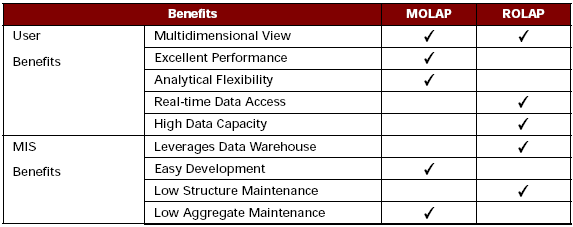 Benefits MOLAP ROLAP
User Benefits
Multidimensional View ✓ ✓
Excellent Performance ✓
Analytical Flexibility ✓
Real-time Data Access ✓
High Data Capacity ✓
MIS Benefits
Leverages Data Warehouse ✓
Easy Development ✓
Low Structure Maintenance ✓
Low Aggregate Maintenance ✓